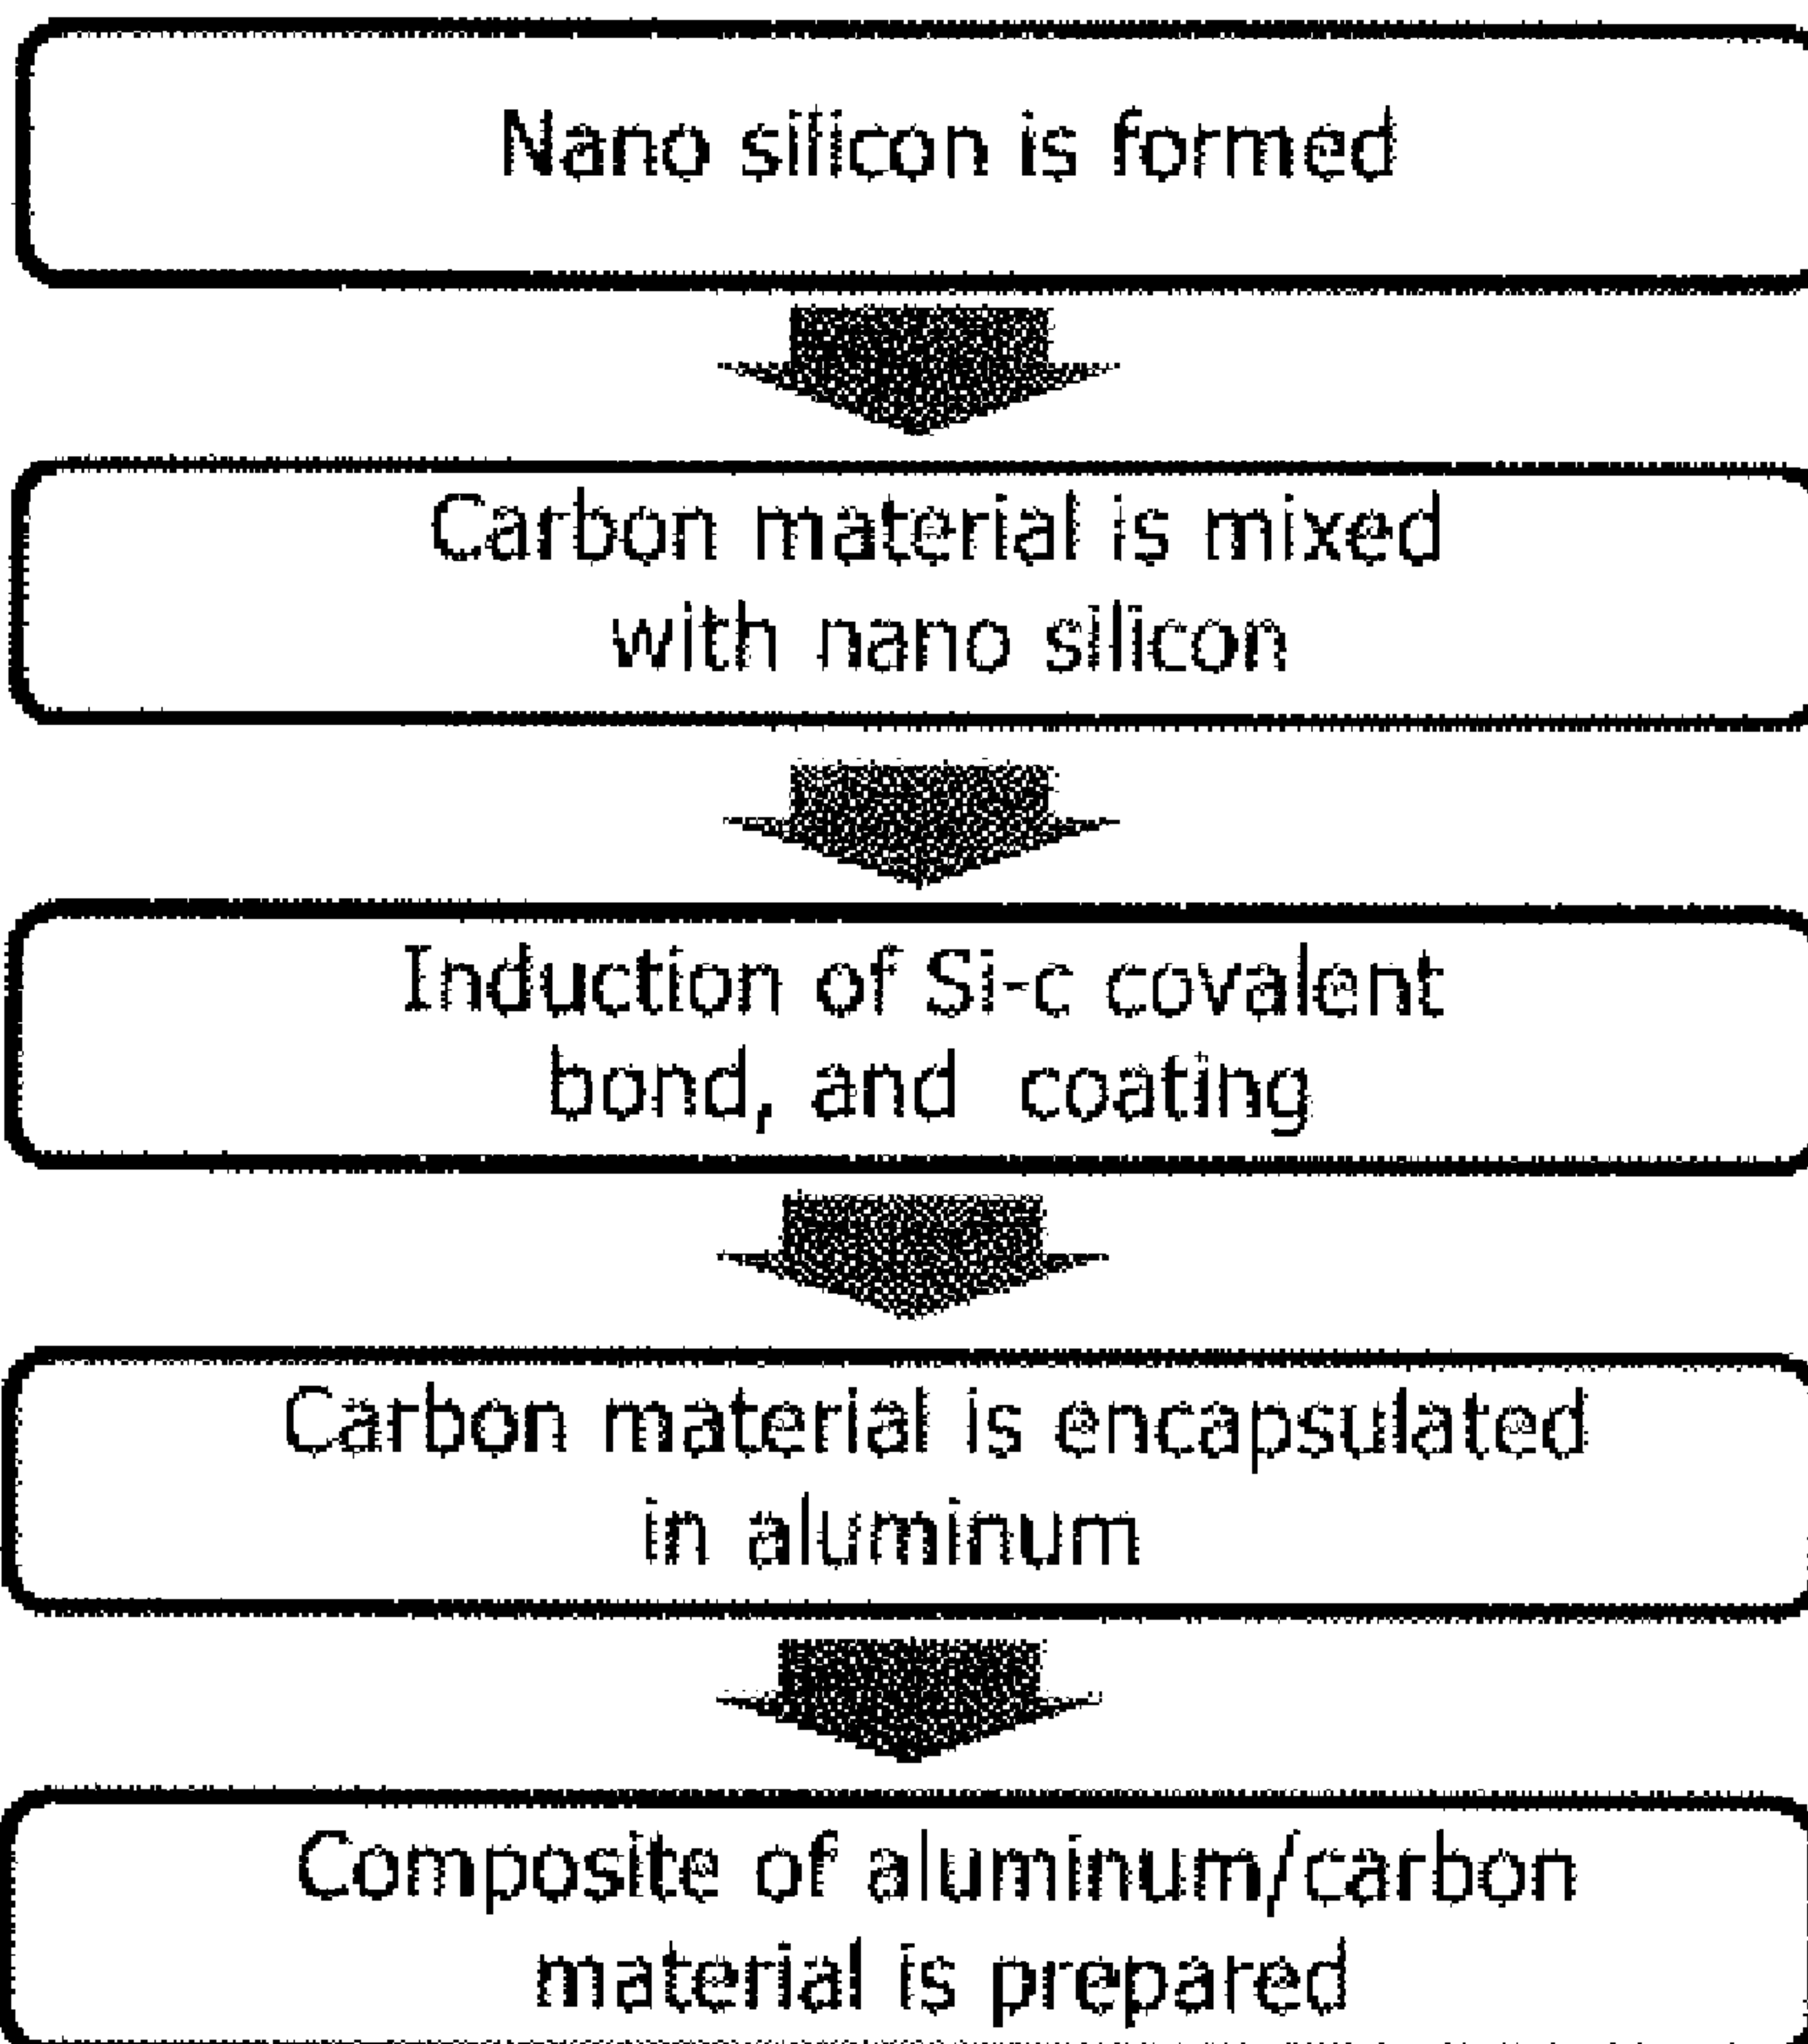 Nano silicon is formed
Carbon material is mixed
with nano silicon
Induction of Si-c covalent
bond, and coating
Carbon material is encapsulated
in aluminum
Composite of aluminum/carbon
material is prepared